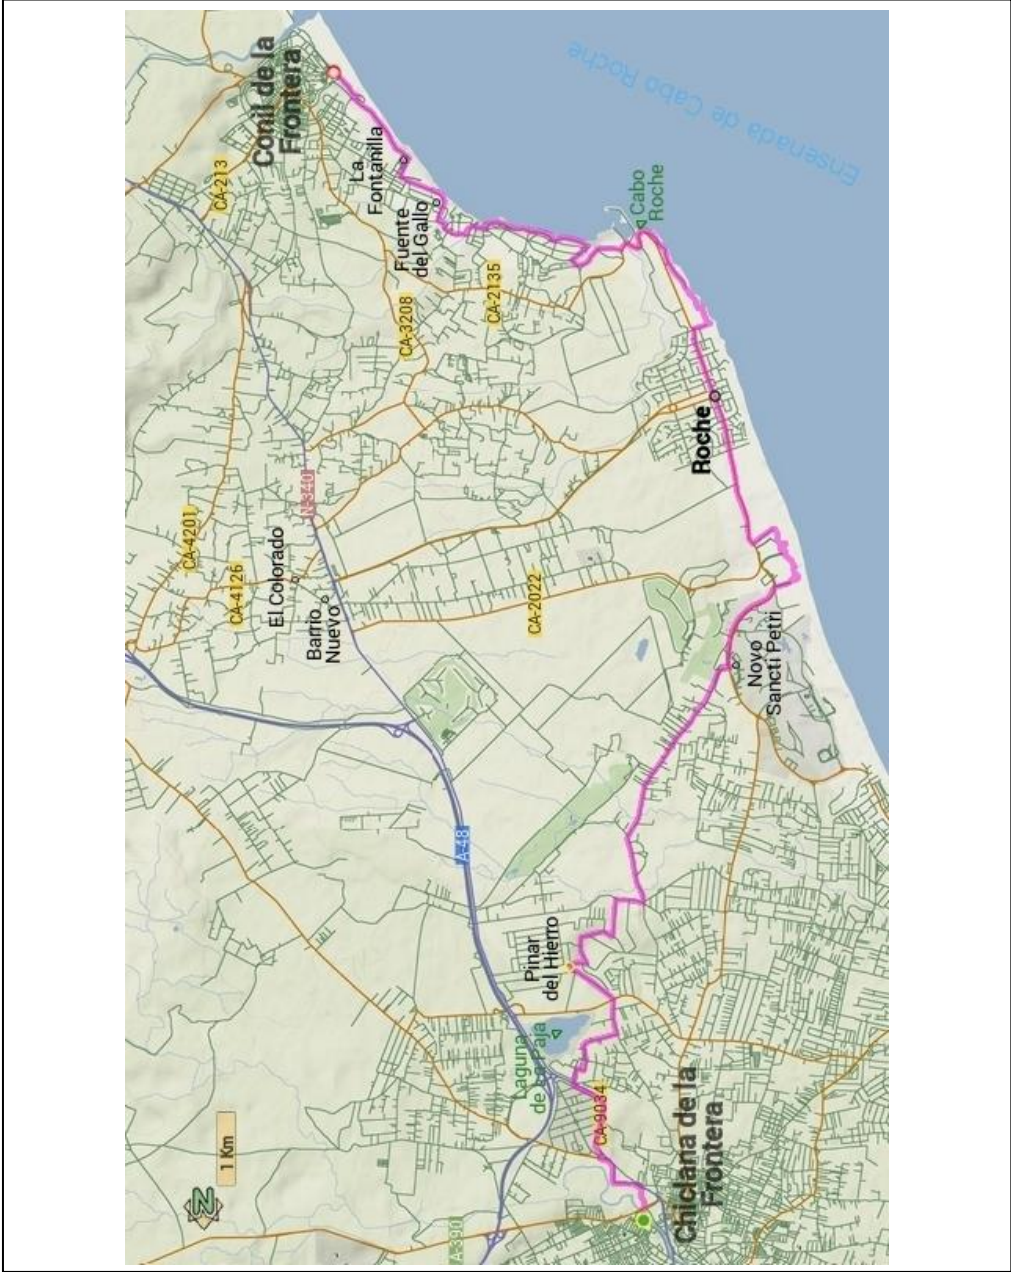 N
1 Km
CA-4201
CA-213
CA-4126
Conil de la
Frontera
El Colorado
N-340
Barrio
Nuevo
La
Fontanilla
Fuente
del Gallo
CA-3208
A-390
A-48
CA-2135
Laguna
de La Paja
Pinar
del Hierro
CA-2022
CA-9034
Cabo
Roche
Chiclana de la
Frontera
Roche
Novo
Sancti Petri
Ensenada de Cabo Roche